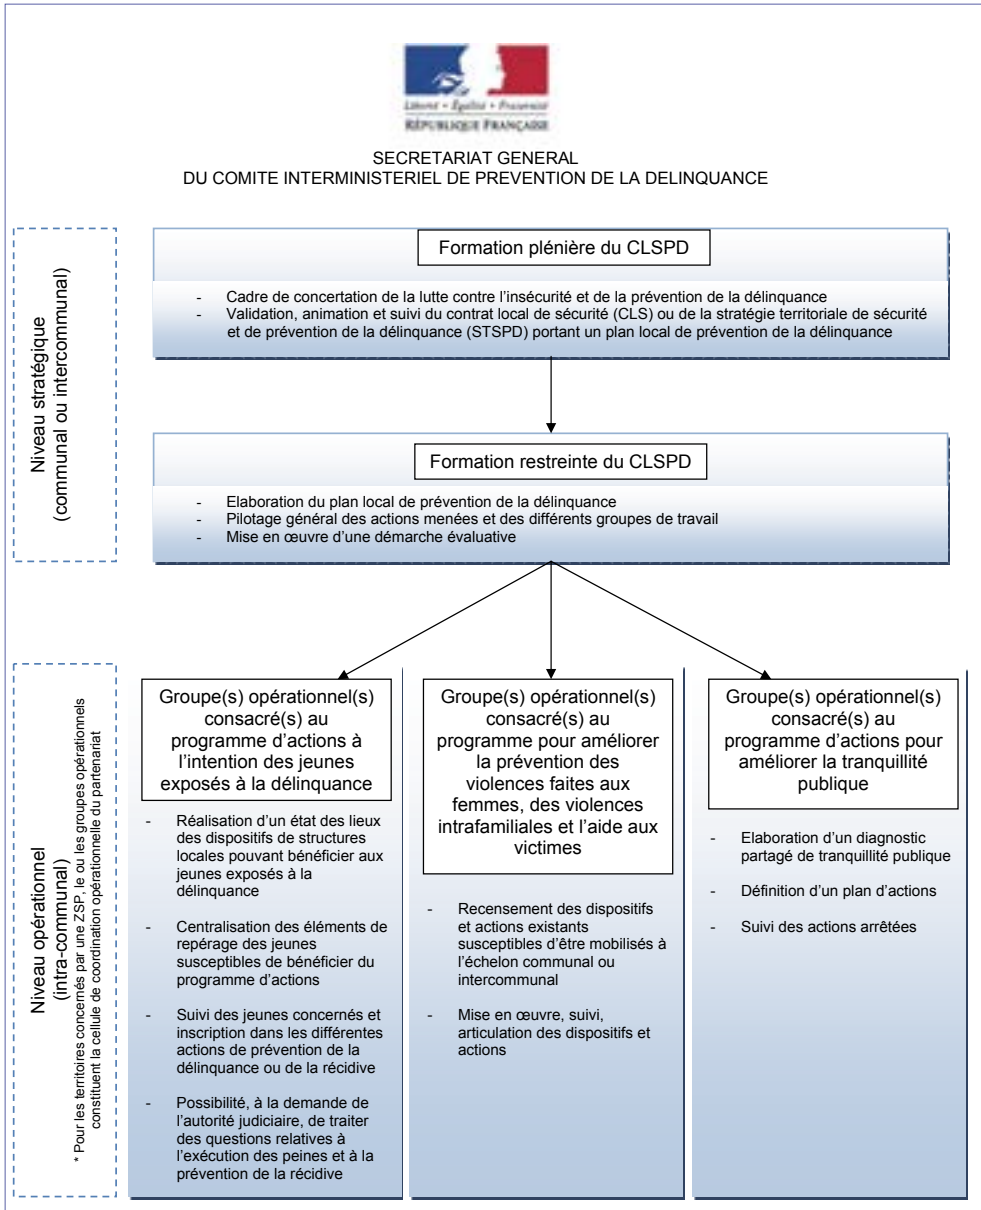 Liberté • Égalité • Fraternité
RÉPUBLIQUE FRANÇAISE
SECRETARIAT GENERAL
DU COMITE INTERMINISTERIEL DE PREVENTION DE LA DELINQUANCE
Niveau stratégique
(communal ou intercommunal)
Formation plénière du CLSPD
- Cadre de concertation de la lutte contre l'insécurité et de la prévention de la délinquance
- Validation, animation et suivi du contrat local de sécurité (CLS) ou de la stratégie territoriale de sécurité
et de prévention de la délinquance (STSPD) portant un plan local de prévention de la délinquance
Formation restreinte du CLSPD
- Elaboration du plan local de prévention de la délinquance
- Pilotage général des actions menées et des différents groupes de travail
- Mise en œuvre d'une démarche évaluative
Niveau opérationnel
(intra-communal)
* Pour les territoires concernés par une ZSP, le ou les groupes opérationnels
constituent la cellule de coordination opérationnelle du partenariat
Groupe(s) opérationnel(s)
consacré(s) au
programme d'actions à
l'intention des jeunes
exposés à la délinquance
- Réalisation d'un état des lieux
des dispositifs de structures
locales pouvant bénéficier aux
jeunes exposés à la
délinquance
- Centralisation des éléments de
repérage des jeunes
susceptibles de bénéficier du
programme d'actions
- Suivi des jeunes concernés et
inscription dans les différentes
actions de prévention de la
délinquance ou de la récidive
- Possibilité, à la demande de
l'autorité judiciaire, de traiter
des questions relatives à
l'exécution des peines et à la
prévention de la récidive
Groupe(s) opérationnel(s)
consacré(s) au
programme pour améliorer
la prévention des
violences faites aux
femmes, des violences
intrafamiliales et l'aide aux
victimes
- Recensement des dispositifs
et actions existants
susceptibles d'être mobilisés à
l'échelon communal ou
intercommunal
- Mise en œuvre, suivi,
articulation des dispositifs et
actions
Groupe(s) opérationnel(s)
consacré(s) au
programme d'actions pour
améliorer la tranquillité
publique
- Elaboration d'un diagnostic
partagé de tranquillité publique
- Définition d'un plan d'actions
- Suivi des actions arrêtées